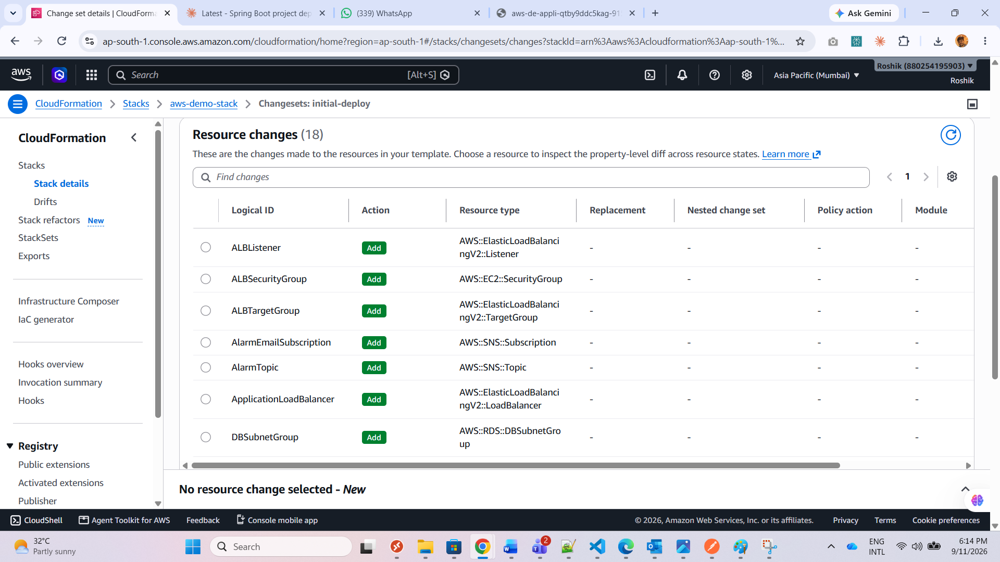 Change set details | CloudForma
Latest - Spring Boot project dep
(339) WhatsApp
aws-de-appli-qtby9ddc5kag-91
Ask Gemini
ap-south-1.console.aws.amazon.com/cloudformation/home?region=ap-south-1#/stacks/changesets/changes?stackId=arn%3Aaws%3Acloudformation%3Aap-south-1%...
aws
Search
[Alt+S]
Asia Pacific (Mumbai)
Roshik (880254195903)
Roshik
CloudFormation
Stacks
aws-demo-stack
Changesets: initial-deploy
CloudFormation
Stacks
Stack details
Drifts
Stack refactors New
StackSets
Exports
Infrastructure Composer
IaC generator
Hooks overview
Invocation summary
Hooks
Registry
Public extensions
Activated extensions
Publisher
Resource changes (18)
These are the changes made to the resources in your template. Choose a resource to inspect the property-level diff across resource states. Learn more
Find changes
1
Logical ID Action Resource type Replacement Nested change set Policy action Module
ALBListener Add AWS::ElasticLoadBalanci
ngV2::Listener - - - -
ALBSecurityGroup Add AWS::EC2::SecurityGroup - - - -
ALBTargetGroup Add AWS::ElasticLoadBalanci
ngV2::TargetGroup - - - -
AlarmEmailSubscription Add AWS::SNS::Subscription - - - -
AlarmTopic Add AWS::SNS::Topic - - - -
ApplicationLoadBalancer Add AWS::ElasticLoadBalanci
ngV2::LoadBalancer - - - -
DBSubnetGroup Add AWS::RDS::DBSubnetGro
up - - - -
No resource change selected - New
CloudShell
Agent Toolkit for AWS
Feedback
Console mobile app
© 2026, Amazon Web Services, Inc. or its affiliates.
Privacy
Terms
Cookie preferences
32°C
Partly sunny
Search
2
ENG
INTL
6:14 PM
9/11/2026